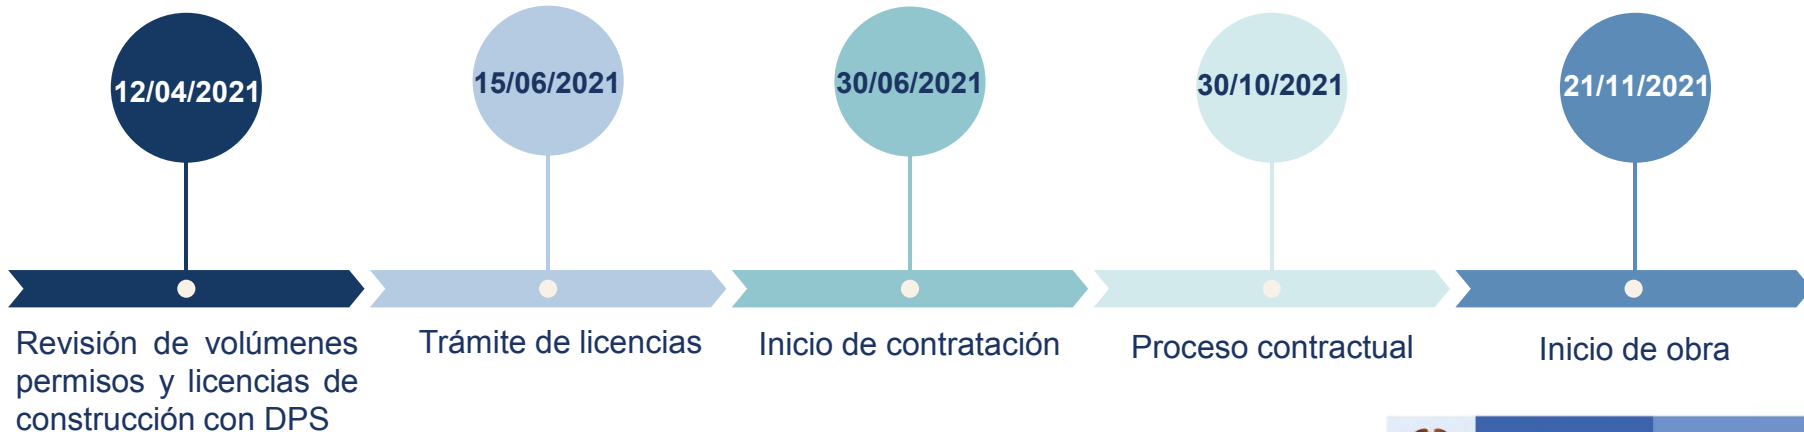 12/04/2021
15/06/2021
30/06/2021
30/10/2021
21/11/2021
Revisión de volúmenes
permisos y licencias de
construcción con DPS
Trámite de licencias
Inicio de contratación
Proceso contractual
Inicio de obra